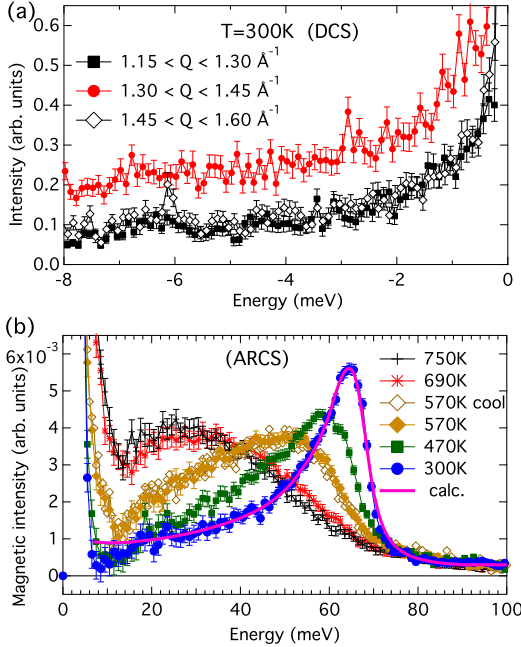 (a)
T=300K (DCS)
1.15 < Q < 1.30 Å⁻¹
1.30 < Q < 1.45 Å⁻¹
1.45 < Q < 1.60 Å⁻¹
Intensity (arb. units)
0.6
0.5
0.4
0.3
0.2
0.1
0.0
-8 -6 -4 -2 0
Energy (meV)
(b)
(ARCS)
Magnetic intensity (arb. units)
6x10⁻³
5
4
3
2
1
0
750K
690K
570K cool
570K
470K
300K
calc.
0 20 40 60 80 100
Energy (meV)